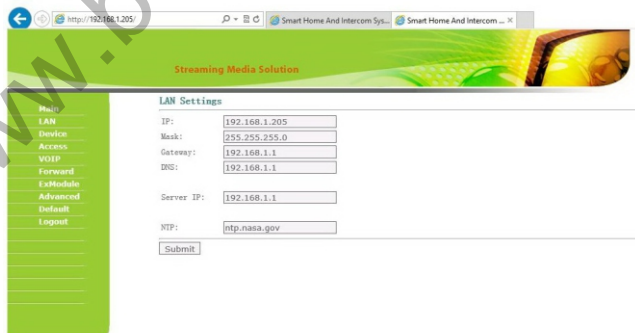 http://192.168.1.205/
Smart Home And Intercom Sys...
Smart Home And Intercom ...
Streaming Media Solution
Main
LAN
Device
Access
VOIP
Forward
ExModule
Advanced
Default
Logout
LAN Settings
IP: 192.168.1.205
Mask: 255.255.255.0
Gateway: 192.168.1.1
DNS: 192.168.1.1
Server IP: 192.168.1.1
NTP: ntp.nasa.gov
Submit